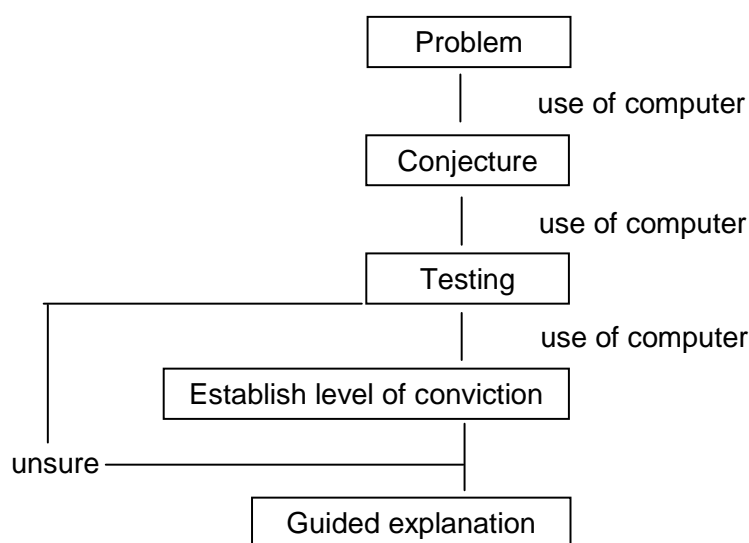 Problem
use of computer
Conjecture
use of computer
Testing
use of computer
Establish level of conviction
unsure
Guided explanation